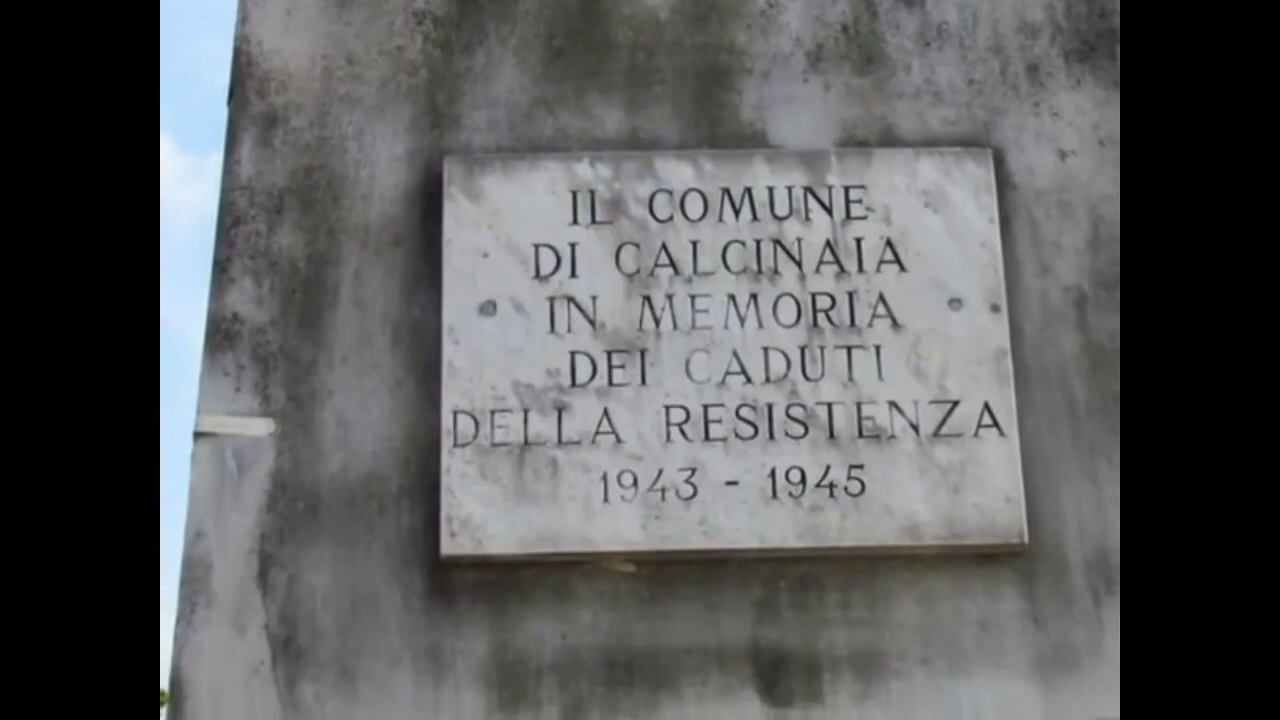 IL COMUNE
DI CALCINAIA
IN MEMORIA
DEI CADUTI
DELLA RESISTENZA
1943 - 1945